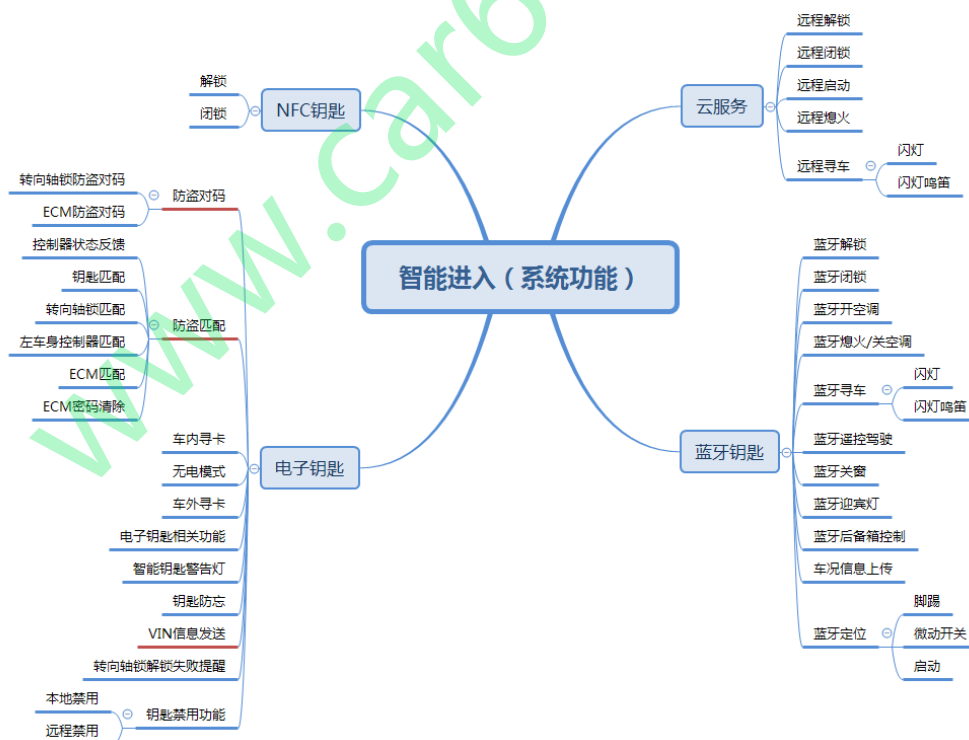 智能进入（系统功能）
NFC钥匙
解锁
闭锁
电子钥匙
防盗对码
转向轴锁防盗对码
ECM防盗对码
防盗匹配
控制器状态反馈
钥匙匹配
转向轴锁匹配
左车身控制器匹配
ECM匹配
ECM密码清除
车内寻卡
无电模式
车外寻卡
电子钥匙相关功能
智能钥匙警告灯
钥匙防忘
VIN信息发送
转向轴锁解锁失败提醒
钥匙禁用功能
本地禁用
远程禁用
云服务
远程解锁
远程闭锁
远程启动
远程熄火
远程寻车
闪灯
闪灯鸣笛
蓝牙钥匙
蓝牙解锁
蓝牙闭锁
蓝牙开空调
蓝牙熄火/关空调
蓝牙寻车
闪灯
闪灯鸣笛
蓝牙遥控驾驶
蓝牙关窗
蓝牙迎宾灯
蓝牙后备箱控制
车况信息上传
蓝牙定位
脚踢
微动开关
启动
www.car6